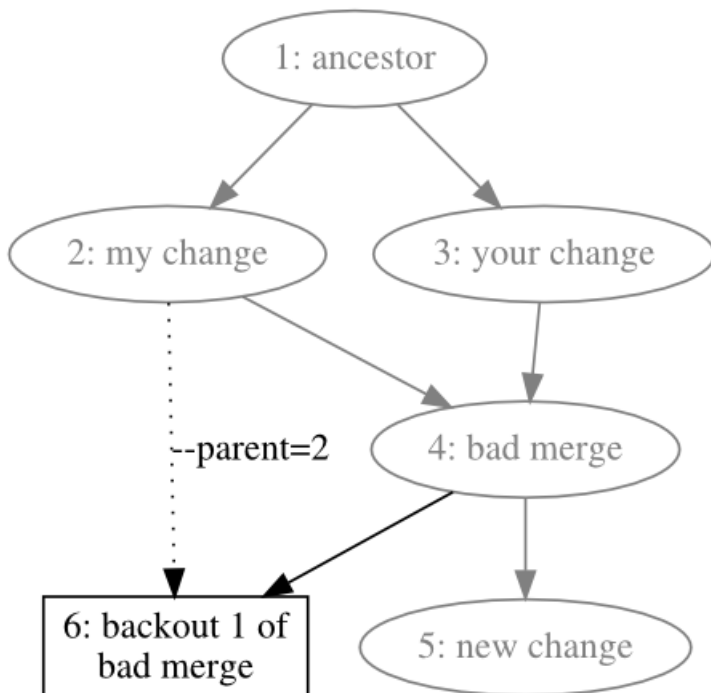 1: ancestor
2: my change
3: your change
--parent=2
4: bad merge
6: backout 1 of
bad merge
5: new change